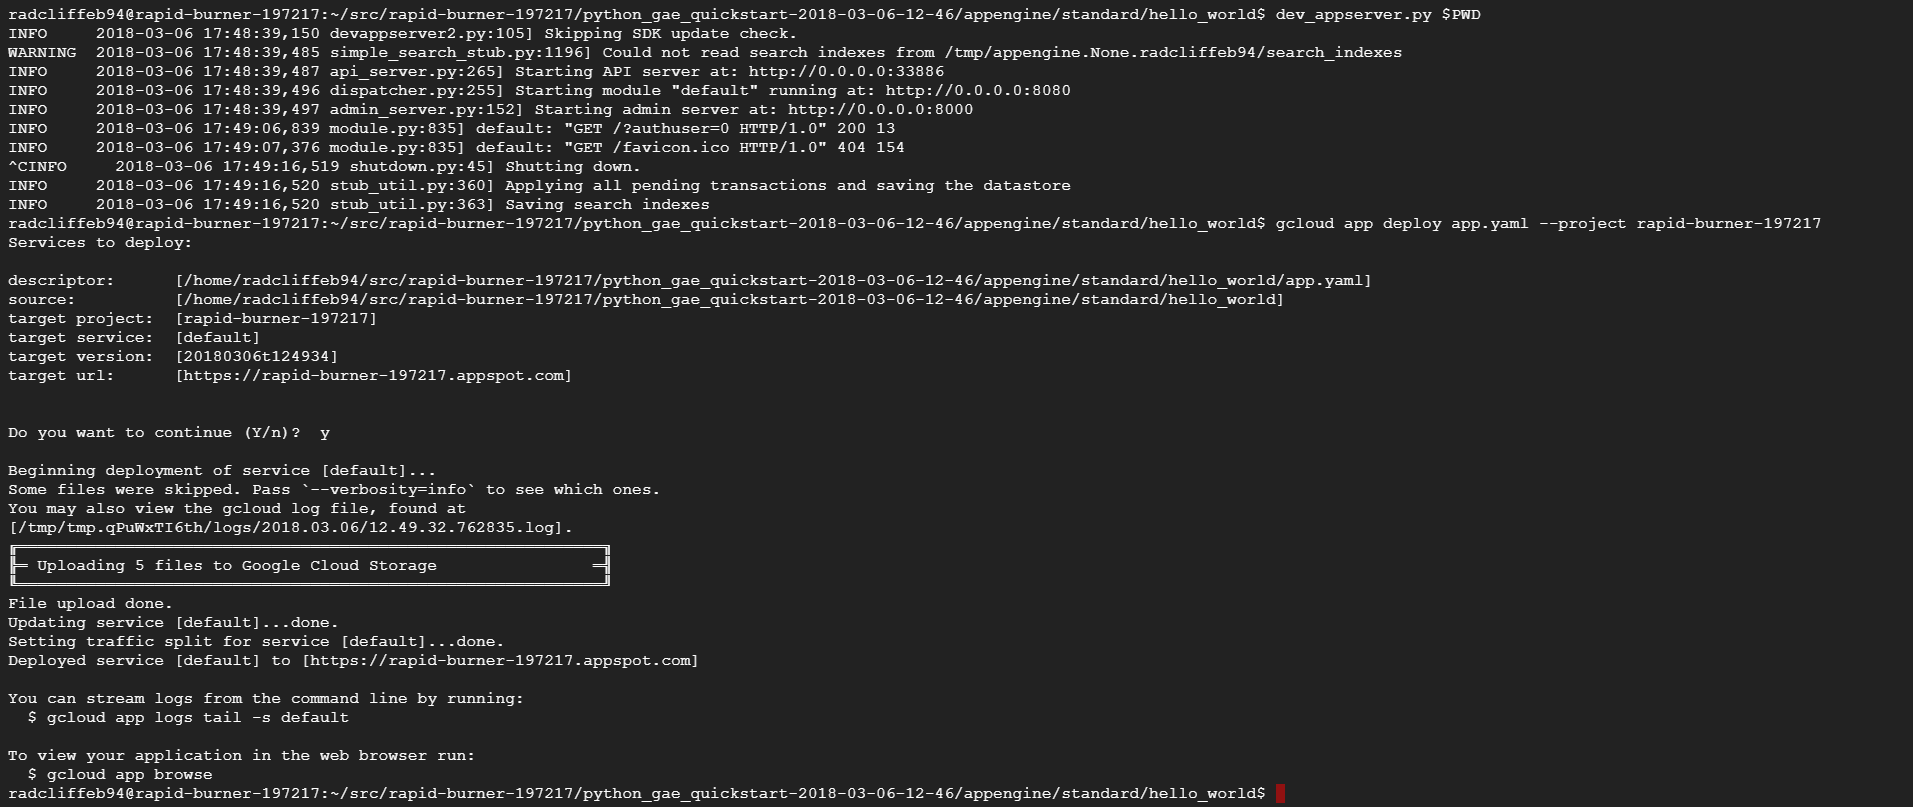 radcliffeb94@rapid-burner-197217:~/src/rapid-burner-197217/python_gae_quickstart-2018-03-06-12-46/appengine/standard/hello_world$ dev_appserver.py $PWD
INFO     2018-03-06 17:48:39,150 devappserver2.py:105] Skipping SDK update check.
WARNING  2018-03-06 17:48:39,485 simple_search_stub.py:1196] Could not read search indexes from /tmp/appengine.None.radcliffeb94/search_indexes
INFO     2018-03-06 17:48:39,487 api_server.py:265] Starting API server at: http://0.0.0.0:33886
INFO     2018-03-06 17:48:39,496 dispatcher.py:255] Starting module "default" running at: http://0.0.0.0:8080
INFO     2018-03-06 17:48:39,497 admin_server.py:152] Starting admin server at: http://0.0.0.0:8000
INFO     2018-03-06 17:49:06,839 module.py:835] default: "GET /?authuser=0 HTTP/1.0" 200 13
INFO     2018-03-06 17:49:07,376 module.py:835] default: "GET /favicon.ico HTTP/1.0" 404 154
^CINFO     2018-03-06 17:49:16,519 shutdown.py:45] Shutting down.
INFO     2018-03-06 17:49:16,520 stub_util.py:360] Applying all pending transactions and saving the datastore
INFO     2018-03-06 17:49:16,520 stub_util.py:363] Saving search indexes
radcliffeb94@rapid-burner-197217:~/src/rapid-burner-197217/python_gae_quickstart-2018-03-06-12-46/appengine/standard/hello_world$ gcloud app deploy app.yaml --project rapid-burner-197217
Services to deploy:
descriptor:      [/home/radcliffeb94/src/rapid-burner-197217/python_gae_quickstart-2018-03-06-12-46/appengine/standard/hello_world/app.yaml]
source:          [/home/radcliffeb94/src/rapid-burner-197217/python_gae_quickstart-2018-03-06-12-46/appengine/standard/hello_world]
target project:  [rapid-burner-197217]
target service:  [default]
target version:  [20180306t124934]
target url:      [https://rapid-burner-197217.appspot.com]
Do you want to continue (Y/n)?  y
Beginning deployment of service [default]...
Some files were skipped. Pass `--verbosity=info` to see which ones.
You may also view the gcloud log file, found at
[/tmp/tmp.qPuWxTI6th/logs/2018.03.06/12.49.32.762835.log].
Uploading 5 files to Google Cloud Storage
File upload done.
Updating service [default]...done.
Setting traffic split for service [default]...done.
Deployed service [default] to [https://rapid-burner-197217.appspot.com]
You can stream logs from the command line by running:
  $ gcloud app logs tail -s default
To view your application in the web browser run:
  $ gcloud app browse
radcliffeb94@rapid-burner-197217:~/src/rapid-burner-197217/python_gae_quickstart-2018-03-06-12-46/appengine/standard/hello_world$